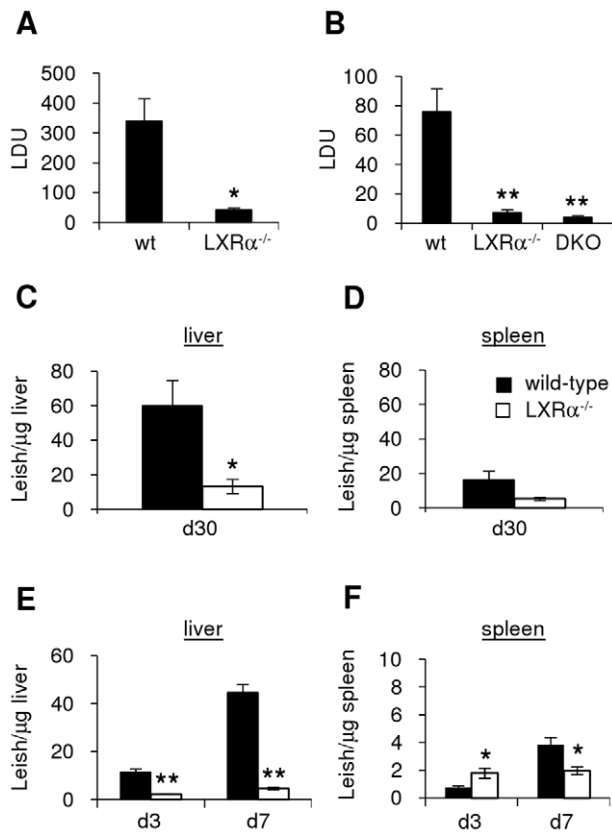 A
500
400
300
200
100
0
LDU
*
wt LXRα-/-
B
100
80
60
40
20
0
LDU
** **
wt LXRα-/- DKO
C
liver
80
60
40
20
0
Leish/μg liver
*
d30
D
spleen
80
60
40
20
0
Leish/μg spleen
wild-type
LXRα-/-
d30
E
liver
60
40
20
0
Leish/μg liver
** **
d3 d7
F
spleen
10
8
6
4
2
0
Leish/μg spleen
* *
d3 d7